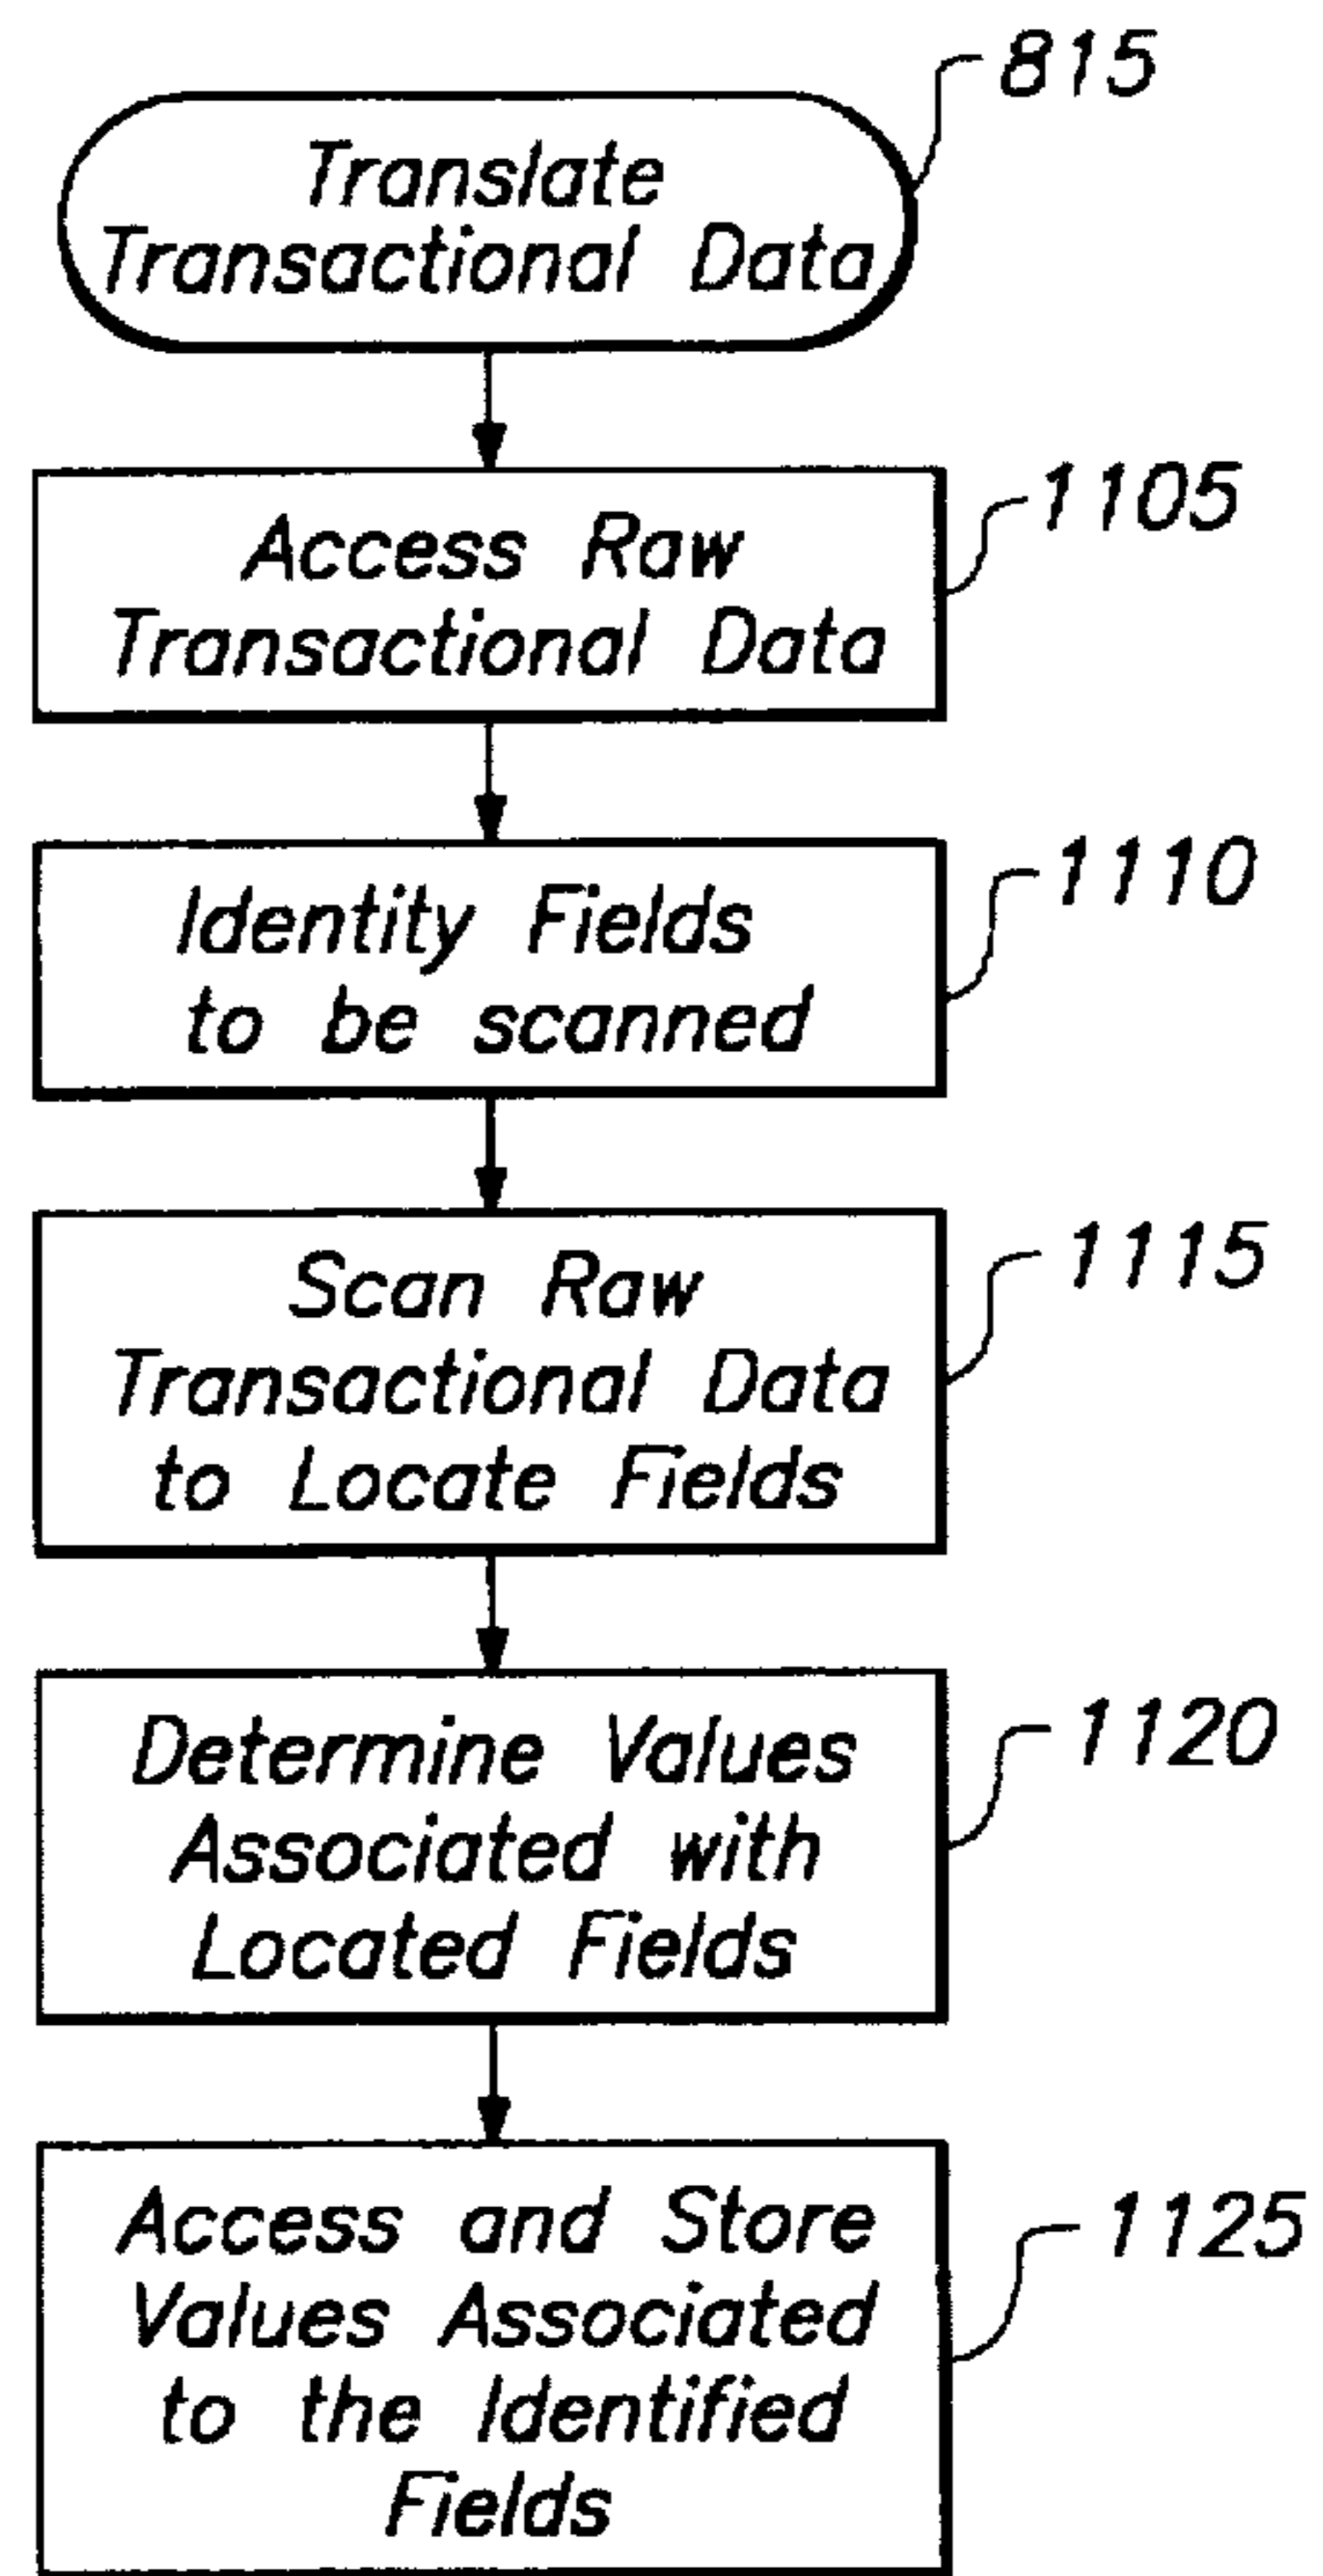 815
Translate
Transactional Data
1105
Access Raw
Transactional Data
1110
Identity Fields
to be scanned
1115
Scan Raw
Transactional Data
to Locate Fields
1120
Determine Values
Associated with
Located Fields
1125
Access and Store
Values Associated
to the Identified
Fields